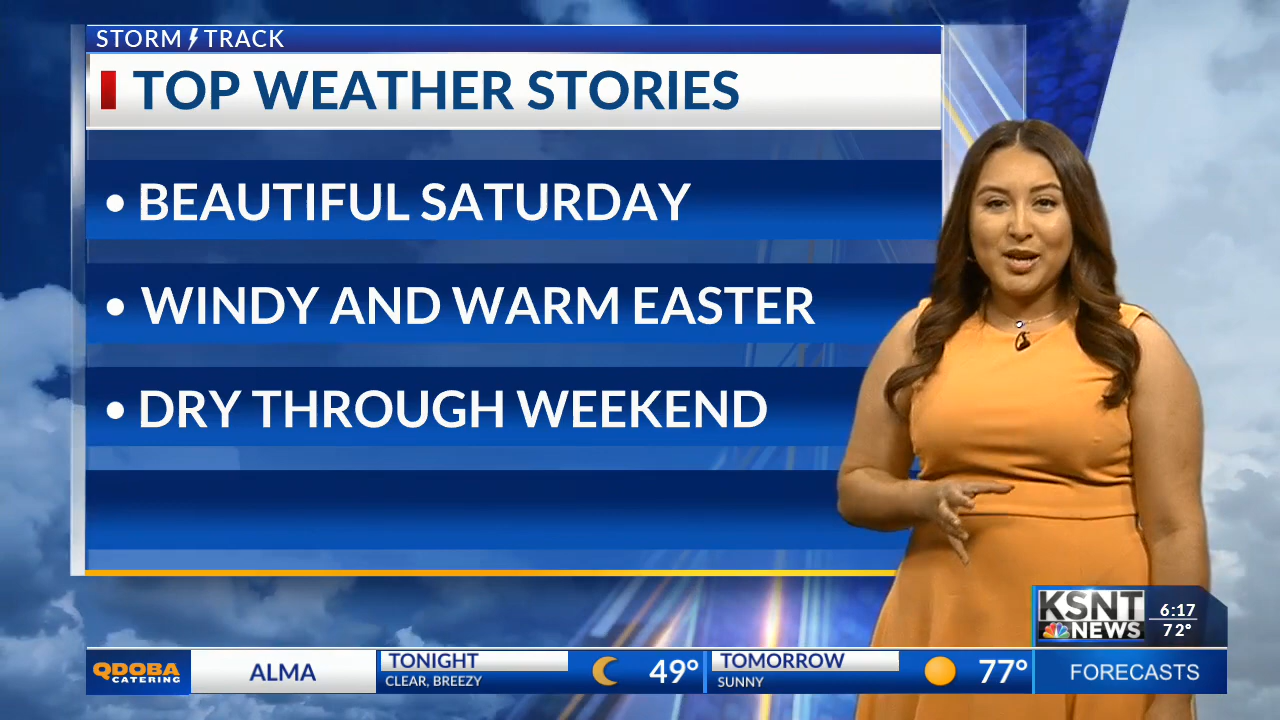 STORM TRACK
TOP WEATHER STORIES
• BEAUTIFUL SATURDAY
• WINDY AND WARM EASTER
• DRY THROUGH WEEKEND
KSNT NEWS
6:17
72°
QDOBA
CATERING
ALMA
TONIGHT
CLEAR, BREEZY
49°
TOMORROW
SUNNY
77°
FORECASTS